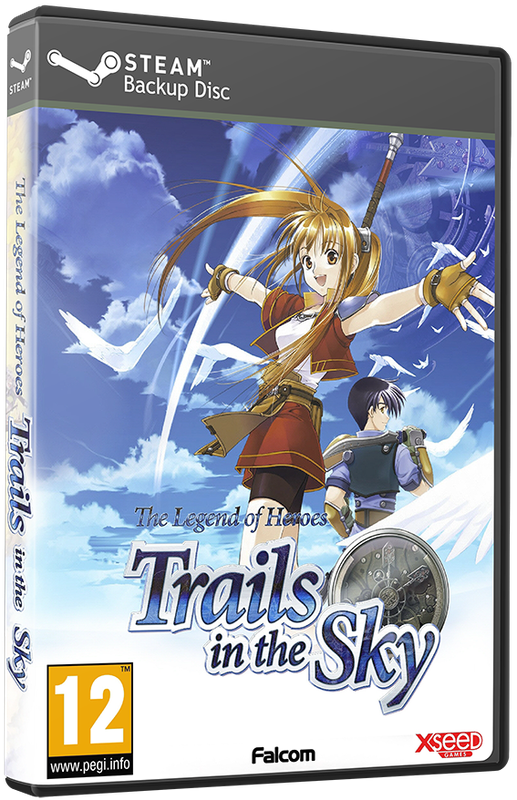 STEAM™
Backup Disc
STEAM™
The Legend of Heroes
Trails in the Sky
The Legend of Heroes
Trails
in the Sky
12
™
www.pegi.info
Falcom
XSEED
GAMES